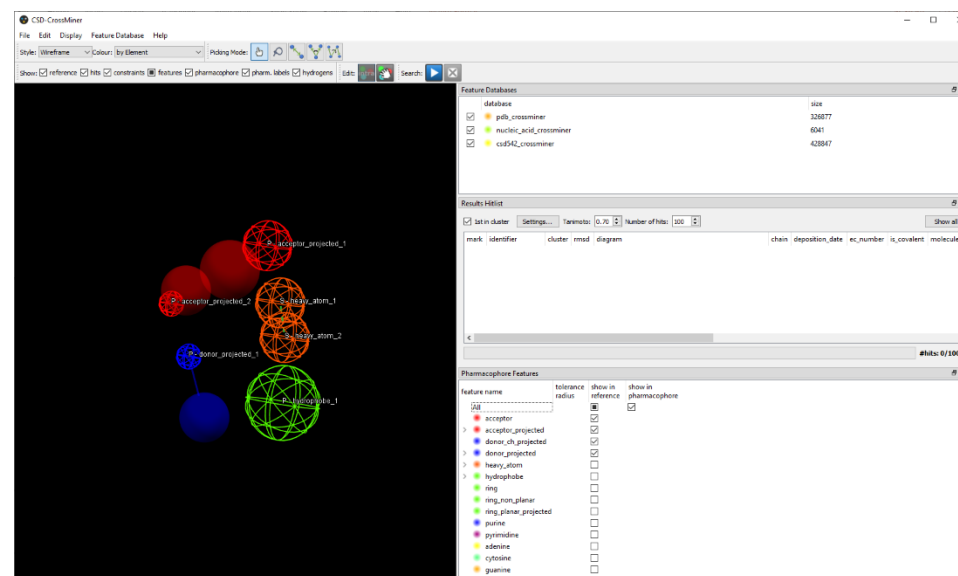 CSD-CrossMiner
File Edit Display Feature Database Help
Style: Wireframe Colour: by Element Picking Mode:
Show: reference hits constraints features pharmacophore pharm. labels hydrogens Edit: Search:
Feature Databases
database size
pdb_crossminer 326877
nucleic_acid_crossminer 6041
csd542_crossminer 428847
Results Hitlist
1st in cluster Settings... Tanimoto: 0.70 Number of hits: 100 Show all
mark identifier cluster rmsd diagram chain deposition_date ec_number is_covalent molecule
#hits: 0/100
P - acceptor_projected_1
P - acceptor_projected_2
S - heavy_atom_1
S - heavy_atom_2
P - donor_projected_1
P - hydrophobe_1
Pharmacophore Features
feature name tolerance radius show in reference show in pharmacophore
All
acceptor
acceptor_projected
donor_ch_projected
donor_projected
heavy_atom
hydrophobe
ring
ring_non_planar
ring_planar_projected
purine
pyrimidine
adenine
cytosine
guanine